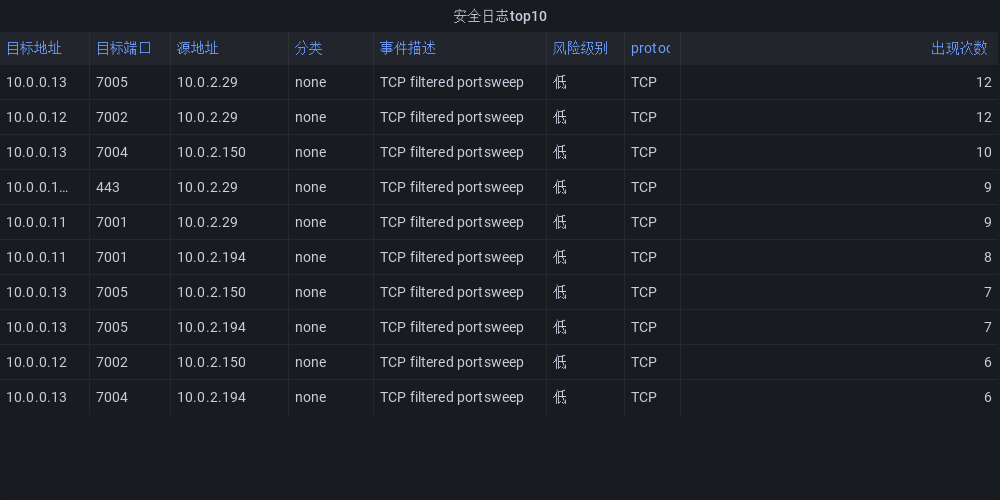 安全日志top10
目标地址 目标端口 源地址 分类 事件描述 风险级别 protoc 出现次数
10.0.0.13 7005 10.0.2.29 none TCP filtered portsweep 低 TCP 12
10.0.0.12 7002 10.0.2.29 none TCP filtered portsweep 低 TCP 12
10.0.0.13 7004 10.0.2.150 none TCP filtered portsweep 低 TCP 10
10.0.0.1… 443 10.0.2.29 none TCP filtered portsweep 低 TCP 9
10.0.0.11 7001 10.0.2.29 none TCP filtered portsweep 低 TCP 9
10.0.0.11 7001 10.0.2.194 none TCP filtered portsweep 低 TCP 8
10.0.0.13 7005 10.0.2.150 none TCP filtered portsweep 低 TCP 7
10.0.0.13 7005 10.0.2.194 none TCP filtered portsweep 低 TCP 7
10.0.0.12 7002 10.0.2.150 none TCP filtered portsweep 低 TCP 6
10.0.0.13 7004 10.0.2.194 none TCP filtered portsweep 低 TCP 6